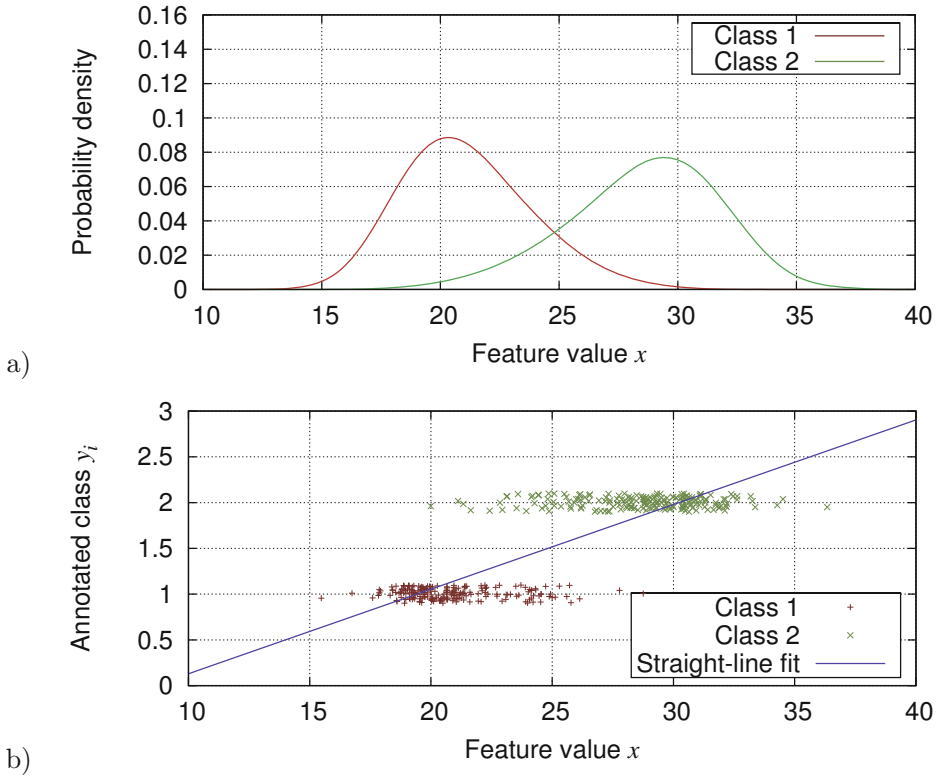 0.16
0.14
0.12
0.1
0.08
0.06
0.04
0.02
0
Probability density
Class 1
Class 2
10 15 20 25 30 35 40
Feature value x
a)
3
2.5
2
1.5
1
0.5
0
Annotated class yi
Class 1
Class 2
Straight-line fit
10 15 20 25 30 35 40
Feature value x
b)